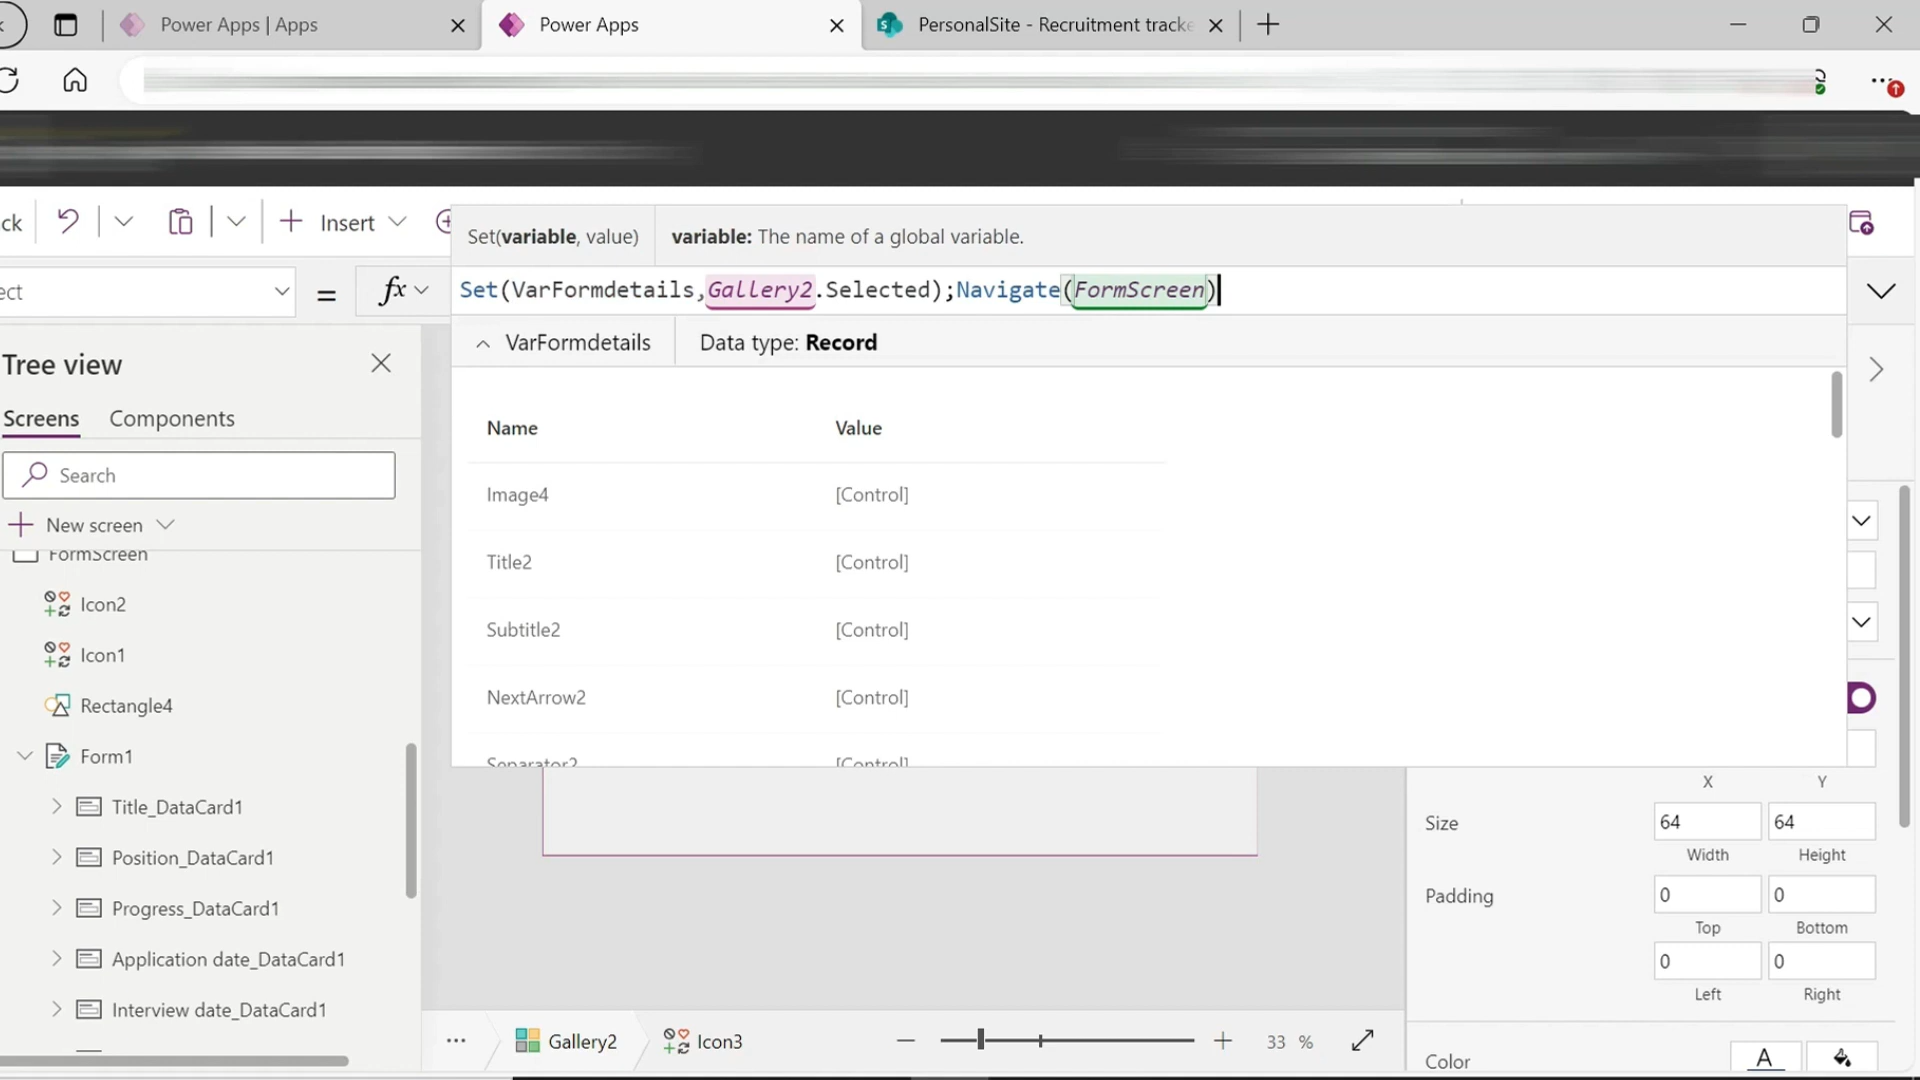 Power Apps | Apps
Power Apps
PersonalSite - Recruitment tracke
ck
Insert
Set(variable, value)
variable: The name of a global variable.
ect
=
fx
Set(VarFormdetails,Gallery2.Selected);Navigate(FormScreen)
VarFormdetails
Data type: Record
Tree view
Screens
Components
Search
New screen
FormScreen
Icon2
Icon1
Rectangle4
Form1
Title_DataCard1
Position_DataCard1
Progress_DataCard1
Application date_DataCard1
Interview date_DataCard1
Name Value
Image4 [Control]
Title2 [Control]
Subtitle2 [Control]
NextArrow2 [Control]
Separator2 [Control]
X Y
Size 64 64
Width Height
Padding 0 0
Top Bottom
0 0
Left Right
Color A
... Gallery2 Icon3
33 %